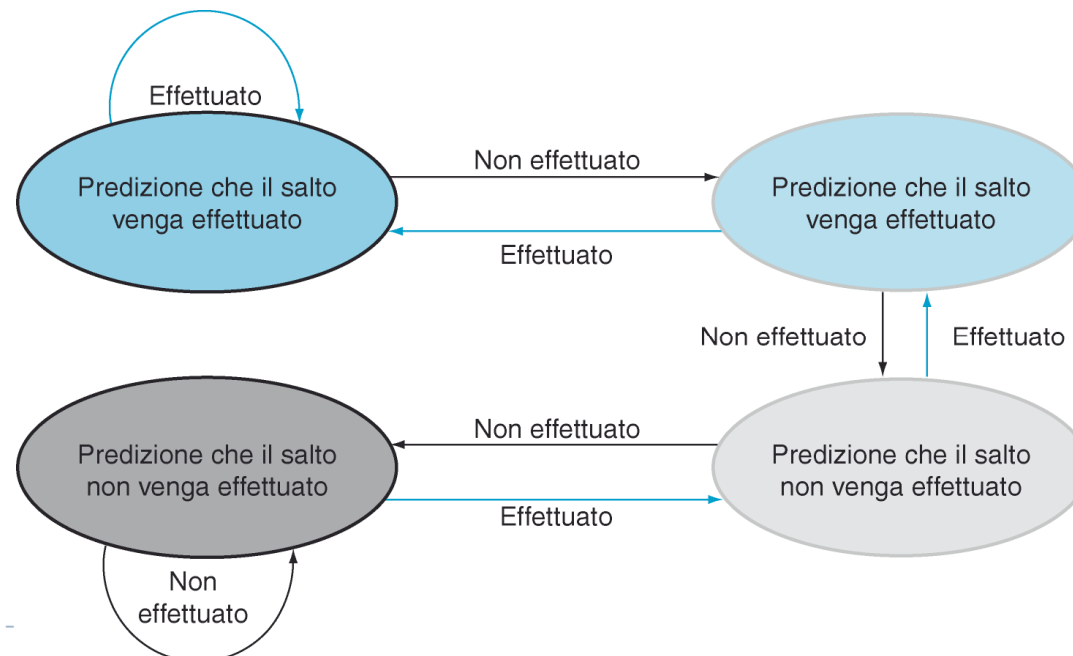 Effettuato
Predizione che il salto
venga effettuato
Non effettuato
Effettuato
Predizione che il salto
venga effettuato
Non effettuato
Effettuato
Predizione che il salto
non venga effettuato
Non effettuato
Effettuato
Predizione che il salto
non venga effettuato
Non
effettuato